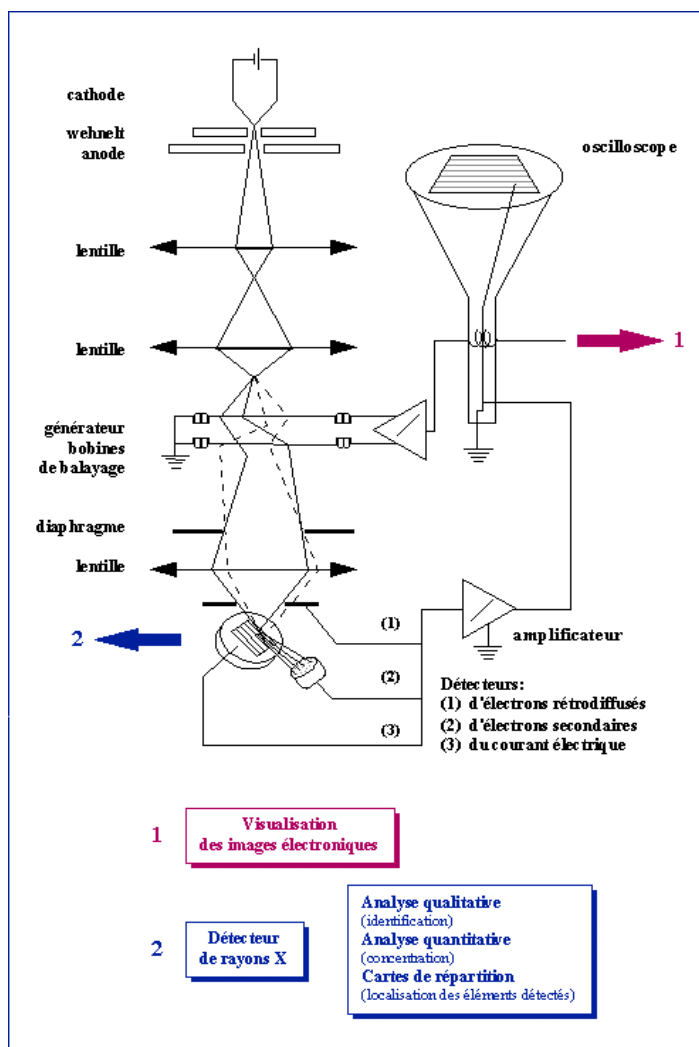 cathode
wehnelt
anode
oscilloscope
lentille
lentille
1
générateur
bobines
de balayage
diaphragme
lentille
2
(1)
amplificateur
(2)
(3)
Détecteurs:
(1) d'électrons rétrodiffusés
(2) d'électrons secondaires
(3) du courant électrique
1
Visualisation
des images électroniques
2
Détecteur
de rayons X
Analyse qualitative
(identification)
Analyse quantitative
(concentration)
Cartes de répartition
(localisation des éléments détectés)